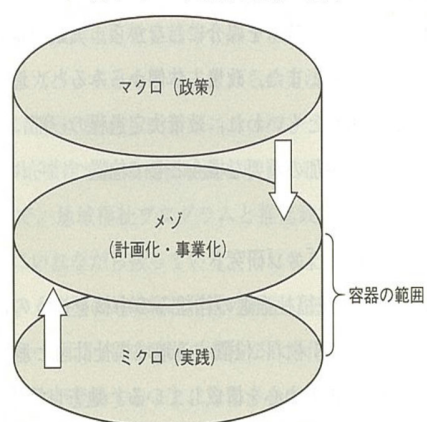 マクロ（政策）
メゾ
（計画化・事業化）
容器の範囲
ミクロ（実践）